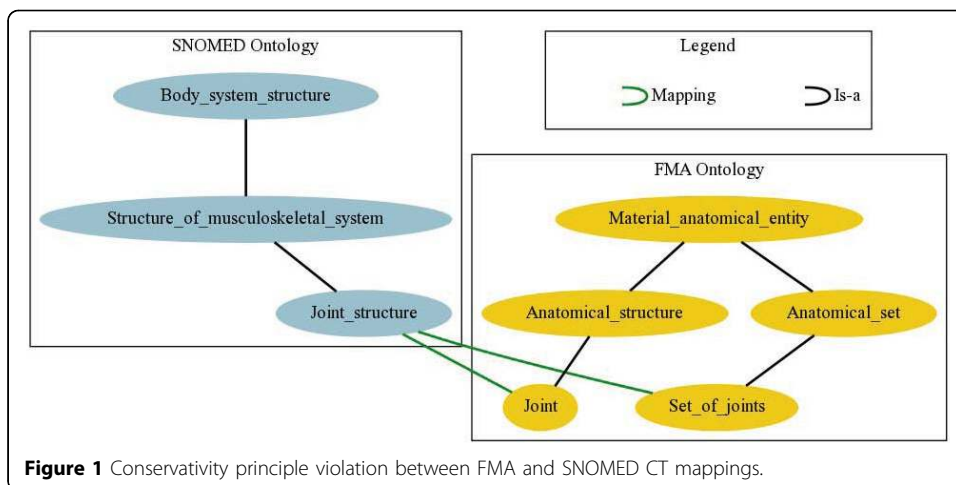 SNOMED Ontology
Body_system_structure
Structure_of_musculoskeletal_system
Joint_structure
Legend
Mapping
Is-a
FMA Ontology
Material_anatomical_entity
Anatomical_structure
Anatomical_set
Joint
Set_of_joints
Figure 1 Conservativity principle violation between FMA and SNOMED CT mappings.